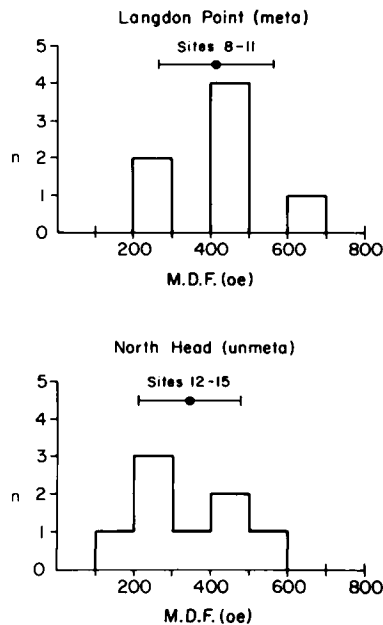 Langdon Point (meta)
Sites 8-11
5
4
3
n 2
1
0
200 400 600 800
M.D.F. (oe)
North Head (unmeta)
Sites 12-15
5
4
3
n 2
1
0
200 400 600 800
M.D.F. (oe)